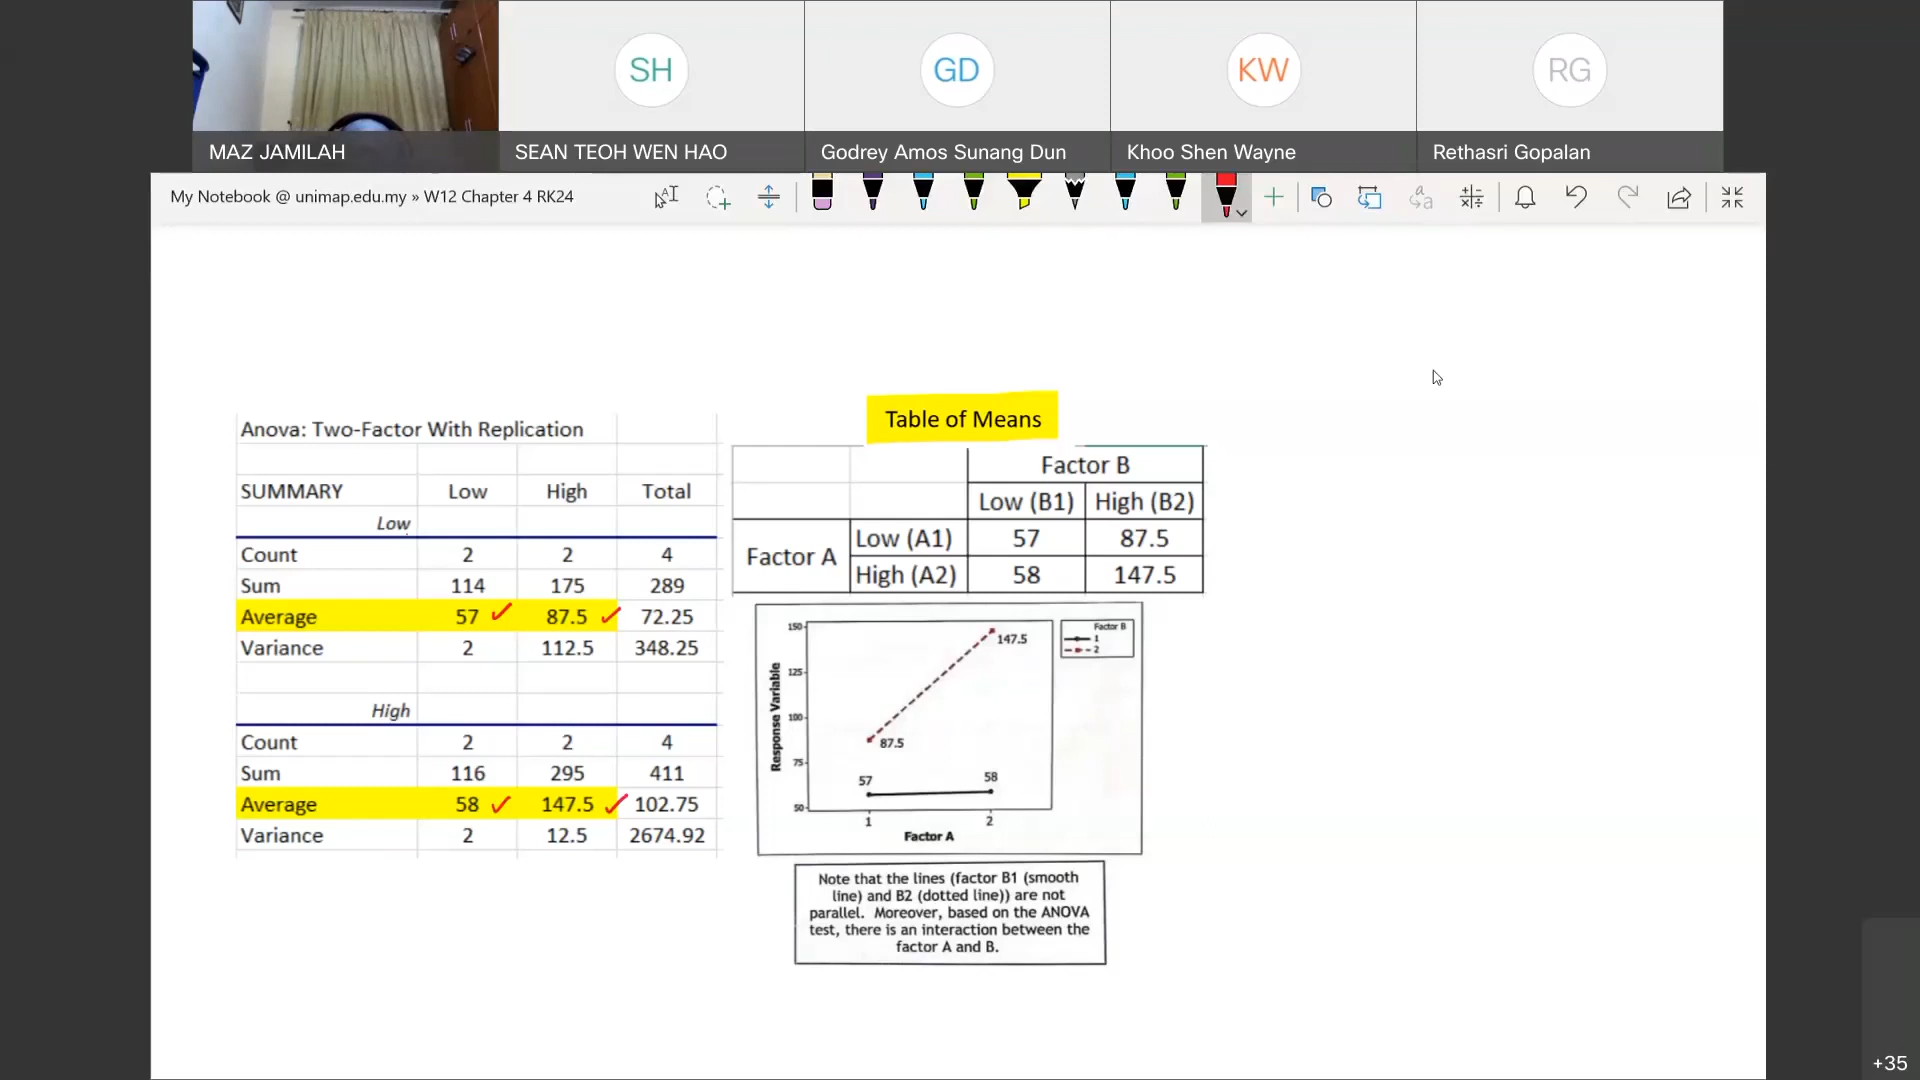 SH
GD
KW
RG
MAZ JAMILAH
SEAN TEOH WEN HAO
Godrey Amos Sunang Dun
Khoo Shen Wayne
Rethasri Gopalan
My Notebook @ unimap.edu.my » W12 Chapter 4 RK24
Anova: Two-Factor With Replication
SUMMARY Low High Total
Low
Count 2 2 4
Sum 114 175 289
Average 57 87.5 72.25
Variance 2 112.5 348.25
High
Count 2 2 4
Sum 116 295 411
Average 58 147.5 102.75
Variance 2 12.5 2674.92
Table of Means
Factor B
Low (B1) High (B2)
Factor A
Low (A1) 57 87.5
High (A2) 58 147.5
150
125
100
75
50
Response Variable
147.5
87.5
57
58
1 2
Factor A
Factor B
1
2
Note that the lines (factor B1 (smooth
line) and B2 (dotted line)) are not
parallel. Moreover, based on the ANOVA
test, there is an interaction between the
factor A and B.
+35